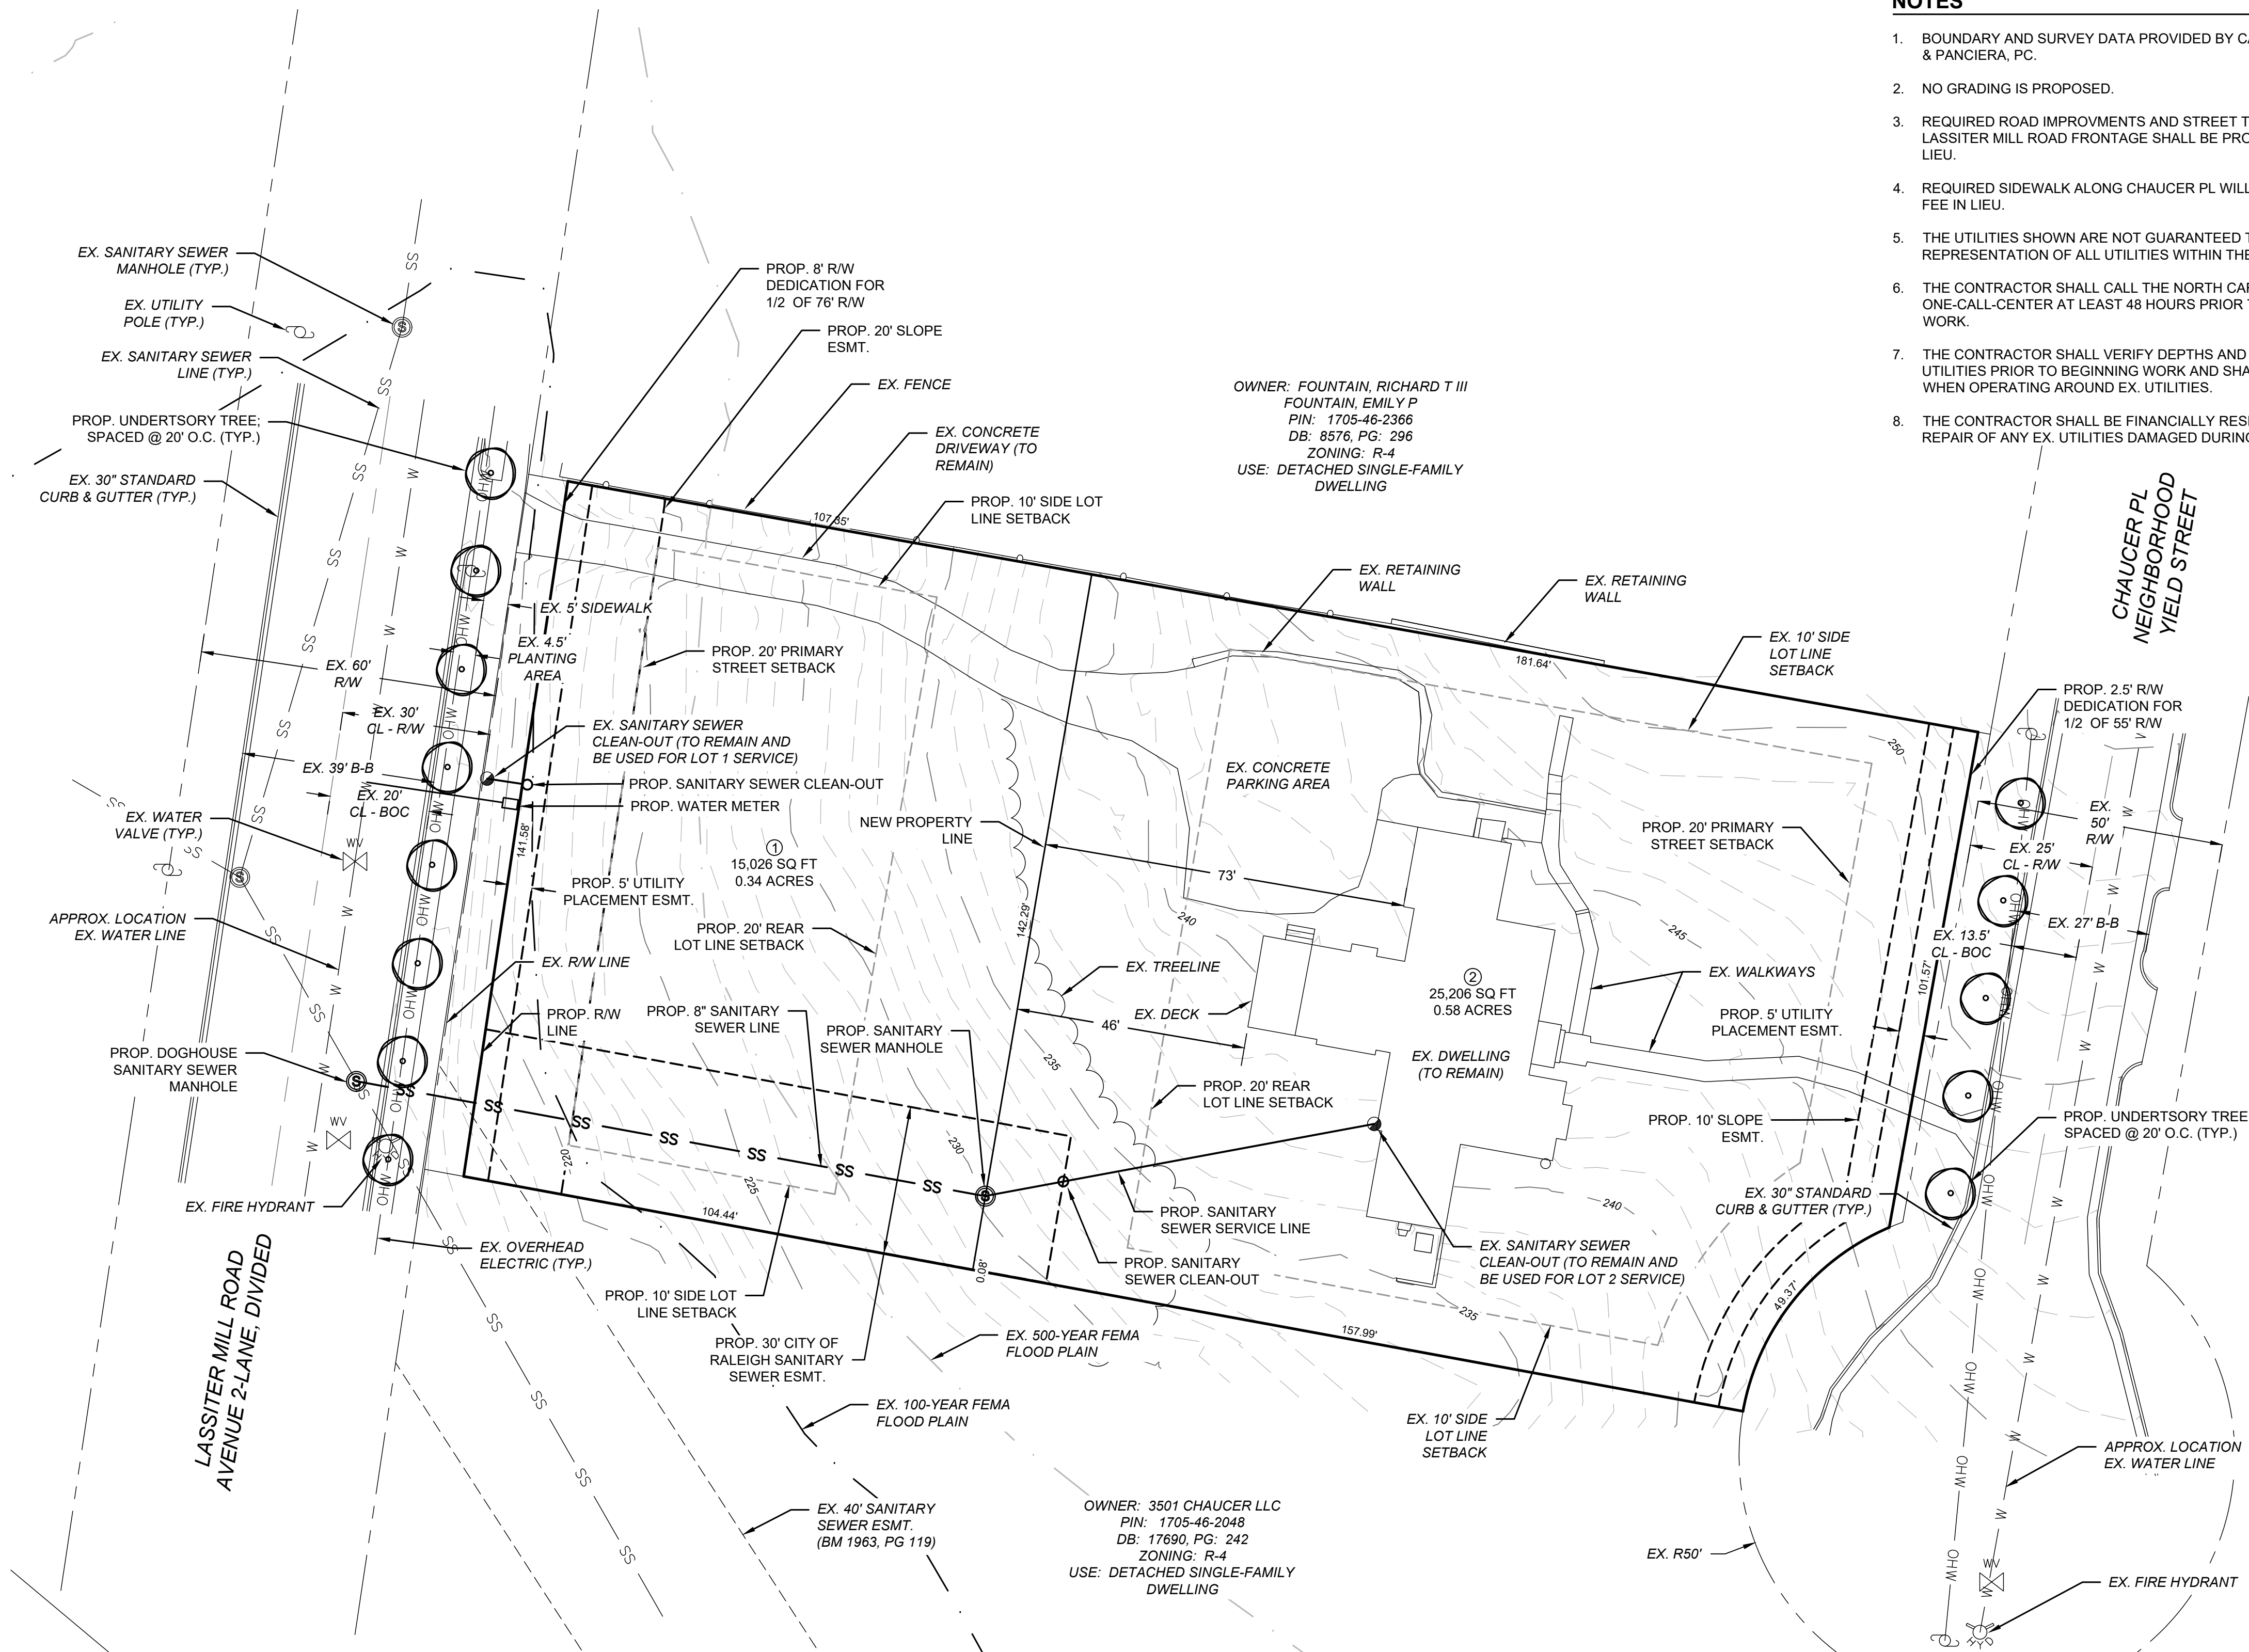 NOTES
1. BOUNDARY AND SURVEY DATA PROVIDED BY
& PANCIERA, PC.
2. NO GRADING IS PROPOSED.
3. REQUIRED ROAD IMPROVMENTS AND STREET
LASSITER MILL ROAD FRONTAGE SHALL BE
LIEU.
4. REQUIRED SIDEWALK ALONG CHAUCER PL WILL
FEE IN LIEU.
5. THE UTILITIES SHOWN ARE NOT GUARANTEED
REPRESENTATION OF ALL UTILITIES WITHIN THE
6. THE CONTRACTOR SHALL CALL THE NORTH
ONE-CALL-CENTER AT LEAST 48 HOURS PRIOR
WORK.
7. THE CONTRACTOR SHALL VERIFY DEPTHS AND
UTILITIES PRIOR TO BEGINNING WORK AND
WHEN OPERATING AROUND EX. UTILITIES.
8. THE CONTRACTOR SHALL BE FINANCIALLY
REPAIR OF ANY EX. UTILITIES DAMAGED
EX. SANITARY SEWER
MANHOLE (TYP.)
EX. UTILITY
POLE (TYP.)
EX. SANITARY SEWER
LINE (TYP.)
PROP. UNDERTSORY TREE;
SPACED @ 20' O.C. (TYP.)
EX. 30" STANDARD
CURB & GUTTER (TYP.)
PROP. 8' R/W
DEDICATION FOR
1/2 OF 76' R/W
PROP. 20' SLOPE
ESMT.
EX. FENCE
EX. CONCRETE
DRIVEWAY (TO
REMAIN)
PROP. 10' SIDE LOT
LINE SETBACK
OWNER: FOUNTAIN, RICHARD T III
FOUNTAIN, EMILY P
PIN: 1705-46-2366
DB: 8576, PG: 296
ZONING: R-4
USE: DETACHED SINGLE-FAMILY
DWELLING
CHAUCER PL
NEIGHBORHOOD
YIELD STREET
107.35'
EX. RETAINING
WALL
EX. RETAINING
WALL
181.64'
EX. 10' SIDE
LOT LINE
SETBACK
PROP. 2.5' R/W
DEDICATION FOR
1/2 OF 55' R/W
250
EX. 5' SIDEWALK
EX. 4.5'
PLANTING
AREA
EX. 60'
R/W
EX. 30'
CL - R/W
EX. 39' B-B
EX. 20'
CL - BOC
PROP. 20' PRIMARY
STREET SETBACK
EX. SANITARY SEWER
CLEAN-OUT (TO REMAIN AND
BE USED FOR LOT 1 SERVICE)
PROP. SANITARY SEWER CLEAN-OUT
PROP. WATER METER
EX. WATER
VALVE (TYP.)
WV
141.58'
1
15,026 SQ FT
0.34 ACRES
NEW PROPERTY
LINE
EX. CONCRETE
PARKING AREA
73'
PROP. 20' PRIMARY
STREET SETBACK
EX.
50'
R/W
EX. 25'
CL - R/W
EX. 27' B-B
EX. 13.5'
CL - BOC
APPROX. LOCATION
EX. WATER LINE
PROP. 5' UTILITY
PLACEMENT ESMT.
PROP. 20' REAR
LOT LINE SETBACK
142.29'
240
245
EX. R/W LINE
EX. TREELINE
EX. WALKWAYS
2
25,206 SQ FT
0.58 ACRES
101.57'
PROP. R/W
LINE
PROP. 8" SANITARY
SEWER LINE
PROP. SANITARY
SEWER MANHOLE
46'
EX. DECK
PROP. 5' UTILITY
PLACEMENT ESMT.
PROP. DOGHOUSE
SANITARY SEWER
MANHOLE
235
EX. DWELLING
(TO REMAIN)
PROP. 20' REAR
LOT LINE SETBACK
PROP. 10' SLOPE
ESMT.
PROP. UNDERTSORY TREE
SPACED @ 20' O.C. (TYP.)
WV
SS SS SS SS SS SS SS
220
225
230
EX. FIRE HYDRANT
104.44'
0.08'
PROP. SANITARY
SEWER SERVICE LINE
240
EX. 30" STANDARD
CURB & GUTTER (TYP.)
EX. OVERHEAD
ELECTRIC (TYP.)
PROP. SANITARY
SEWER CLEAN-OUT
EX. SANITARY SEWER
CLEAN-OUT (TO REMAIN AND
BE USED FOR LOT 2 SERVICE)
PROP. 10' SIDE LOT
LINE SETBACK
235
49.37'
157.99'
PROP. 30' CITY OF
RALEIGH SANITARY
SEWER ESMT.
EX. 500-YEAR FEMA
FLOOD PLAIN
LASSITER MILL ROAD
AVENUE 2-LANE, DIVIDED
EX. 100-YEAR FEMA
FLOOD PLAIN
EX. 10' SIDE
LOT LINE
SETBACK
APPROX. LOCATION
EX. WATER LINE
EX. 40' SANITARY
SEWER ESMT.
(BM 1963, PG 119)
OWNER: 3501 CHAUCER LLC
PIN: 1705-46-2048
DB: 17690, PG: 242
ZONING: R-4
USE: DETACHED SINGLE-FAMILY
DWELLING
EX. R50'
WV
EX. FIRE HYDRANT
HYD